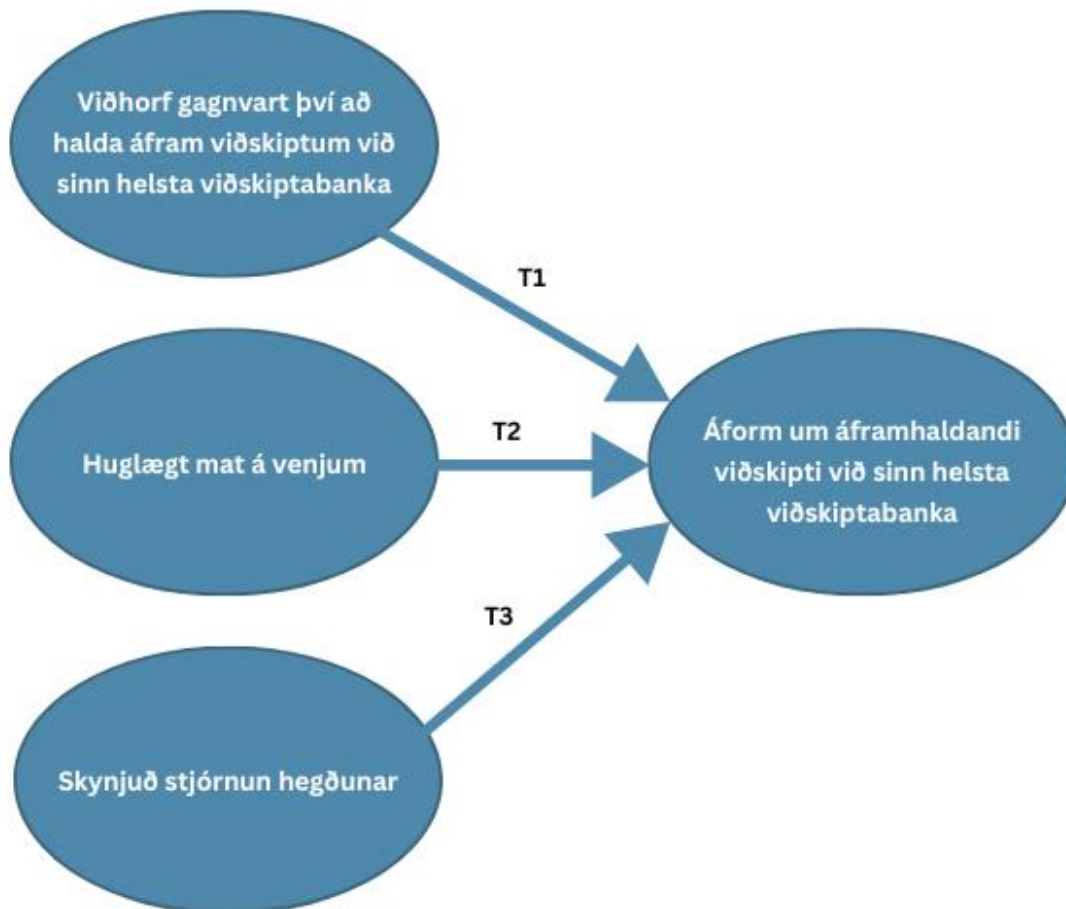 Viðhorf gagnvart því að
halda áfram viðskiptum við
sinn helsta viðskiptabanka
T1
Huglægt mat á venjum
T2
Áform um áframhaldandi
viðskipti við sinn helsta
viðskiptabanka
T3
Skynjuð stjórnun hegðunar